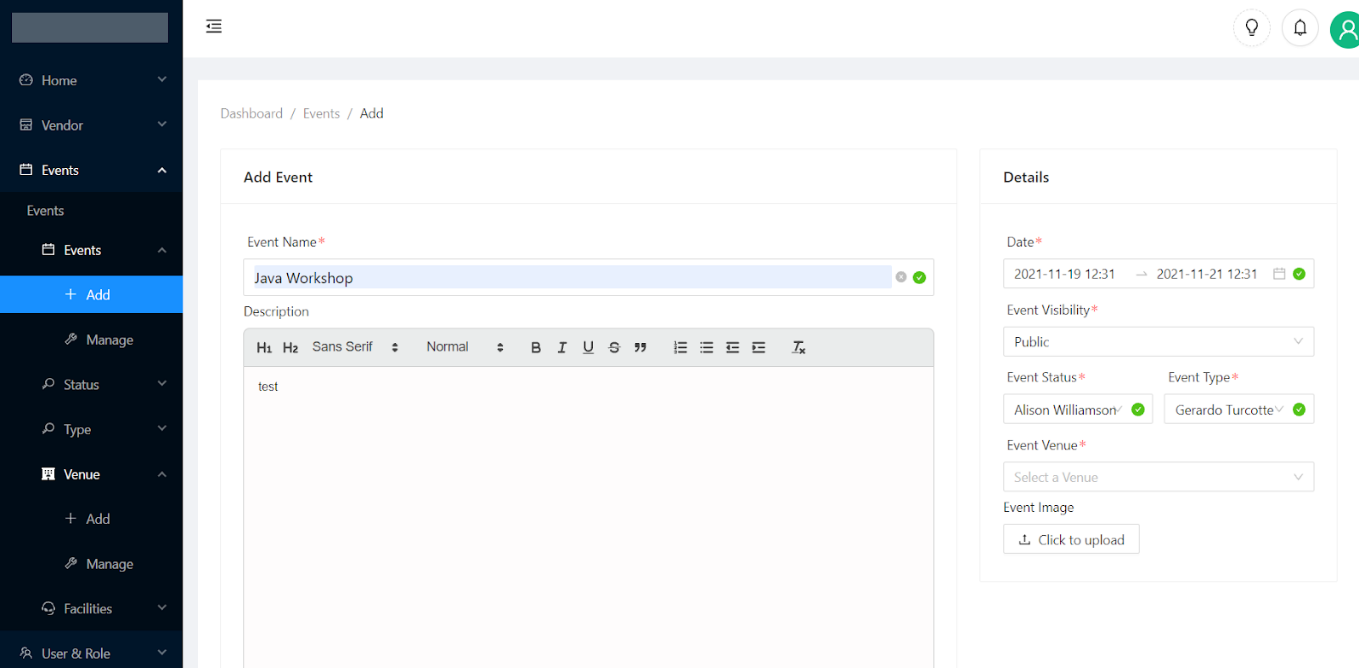 Home
Vendor
Events
Events
Events
Add
Manage
Status
Type
Venue
Add
Manage
Facilities
User & Role
Dashboard / Events / Add
Add Event
Event Name*
Java Workshop
Description
H1 H2 Sans Serif Normal B I U S
test
Details
Date*
2021-11-19 12:31 → 2021-11-21 12:31
Event Visibility*
Public
Event Status* Event Type*
Alison Williamson Gerardo Turcotte
Event Venue*
Select a Venue
Event Image
Click to upload